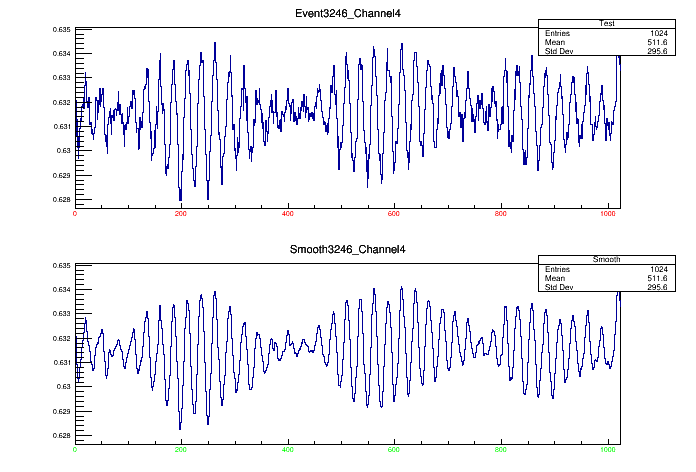 Event3246_Channel4
Test
Entries 1024
Mean 511.6
Std Dev 295.6
0.635
0.634
0.633
0.632
0.631
0.63
0.629
0.628
0 200 400 600 800 1000
Smooth3246_Channel4
Smooth
Entries 1024
Mean 511.6
Std Dev 295.6
0.635
0.634
0.633
0.632
0.631
0.63
0.629
0.628
0 200 400 600 800 1000